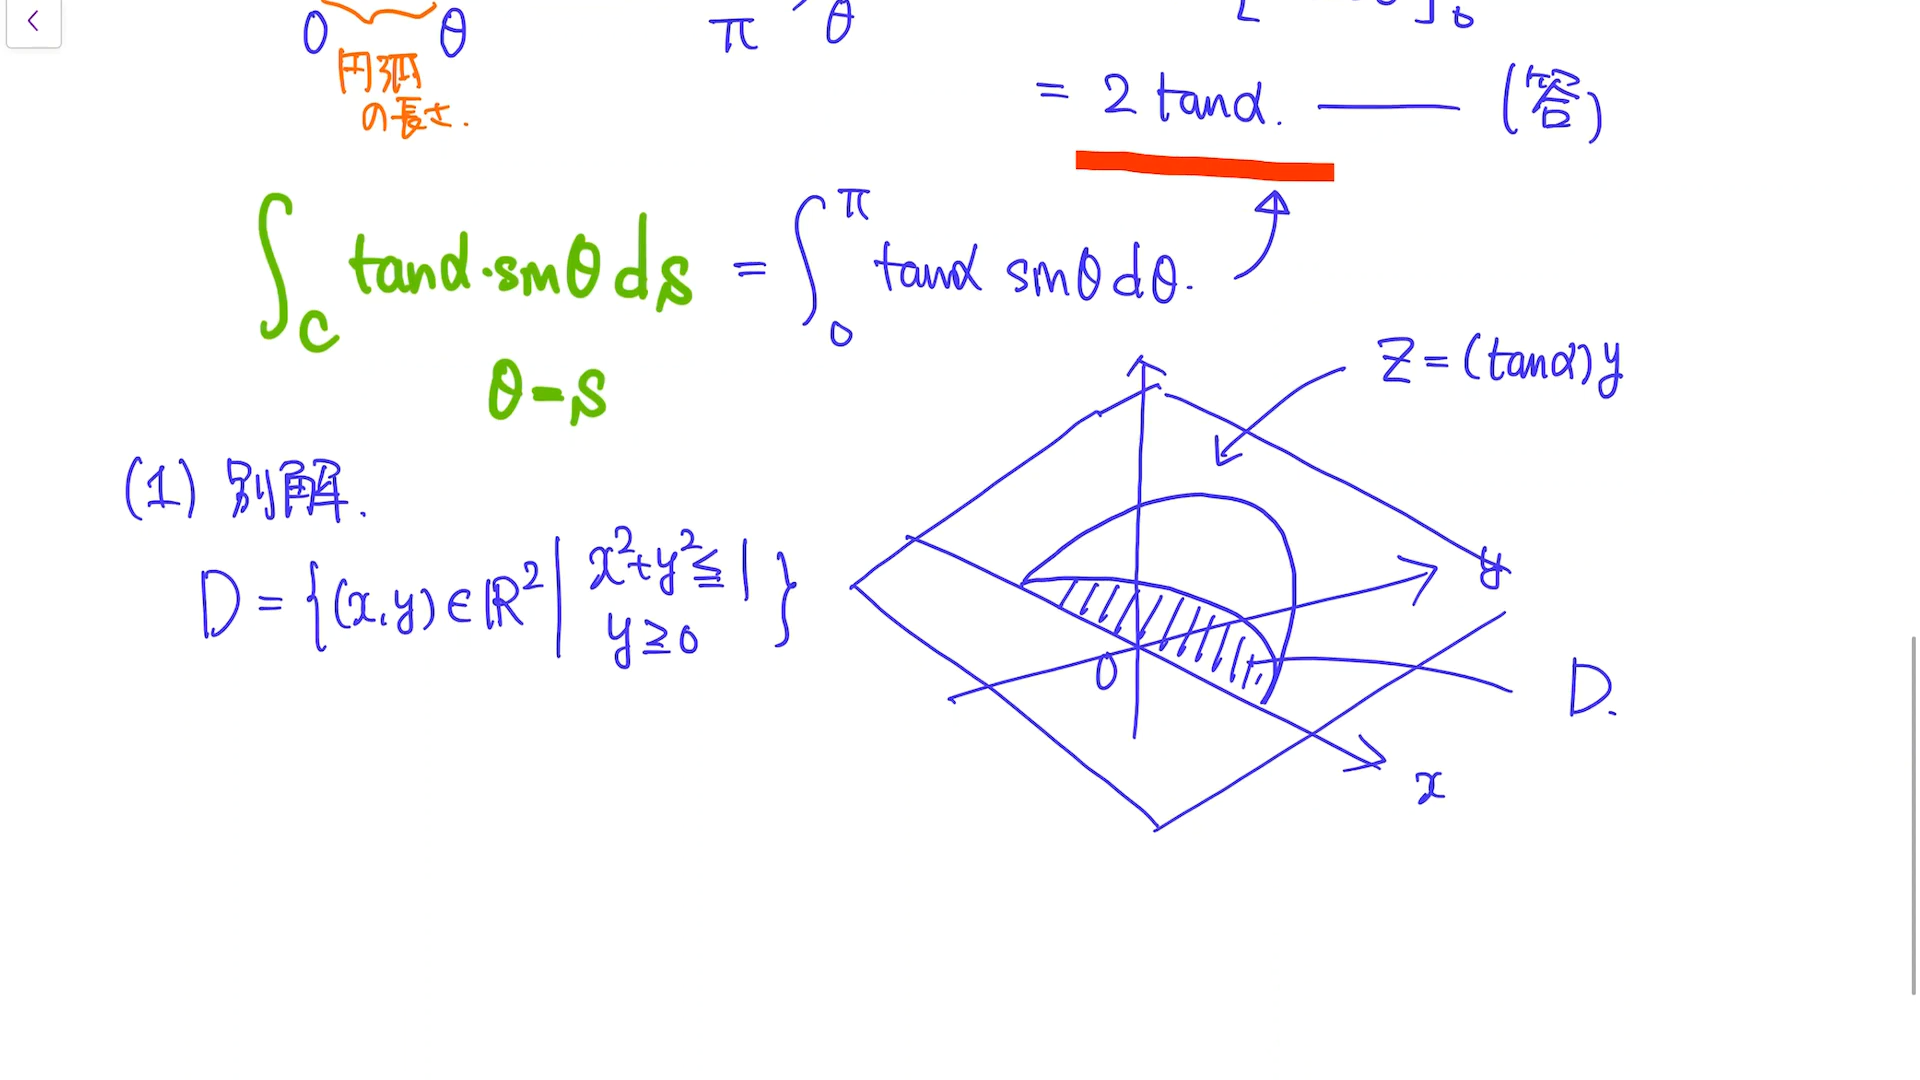 0 θ π θ ]₀
円弧
の長さ.
= 2 tanα. ―― (答)
∫_C tanα・sinθ ds = ∫_0^π tanα sinθ dθ.
θ = s
z = (tanα)y
(1) 別解.
D = {(x,y) ∈ ℝ² | x²+y² ≦ 1 y ≧ 0}
y
0
D.
x